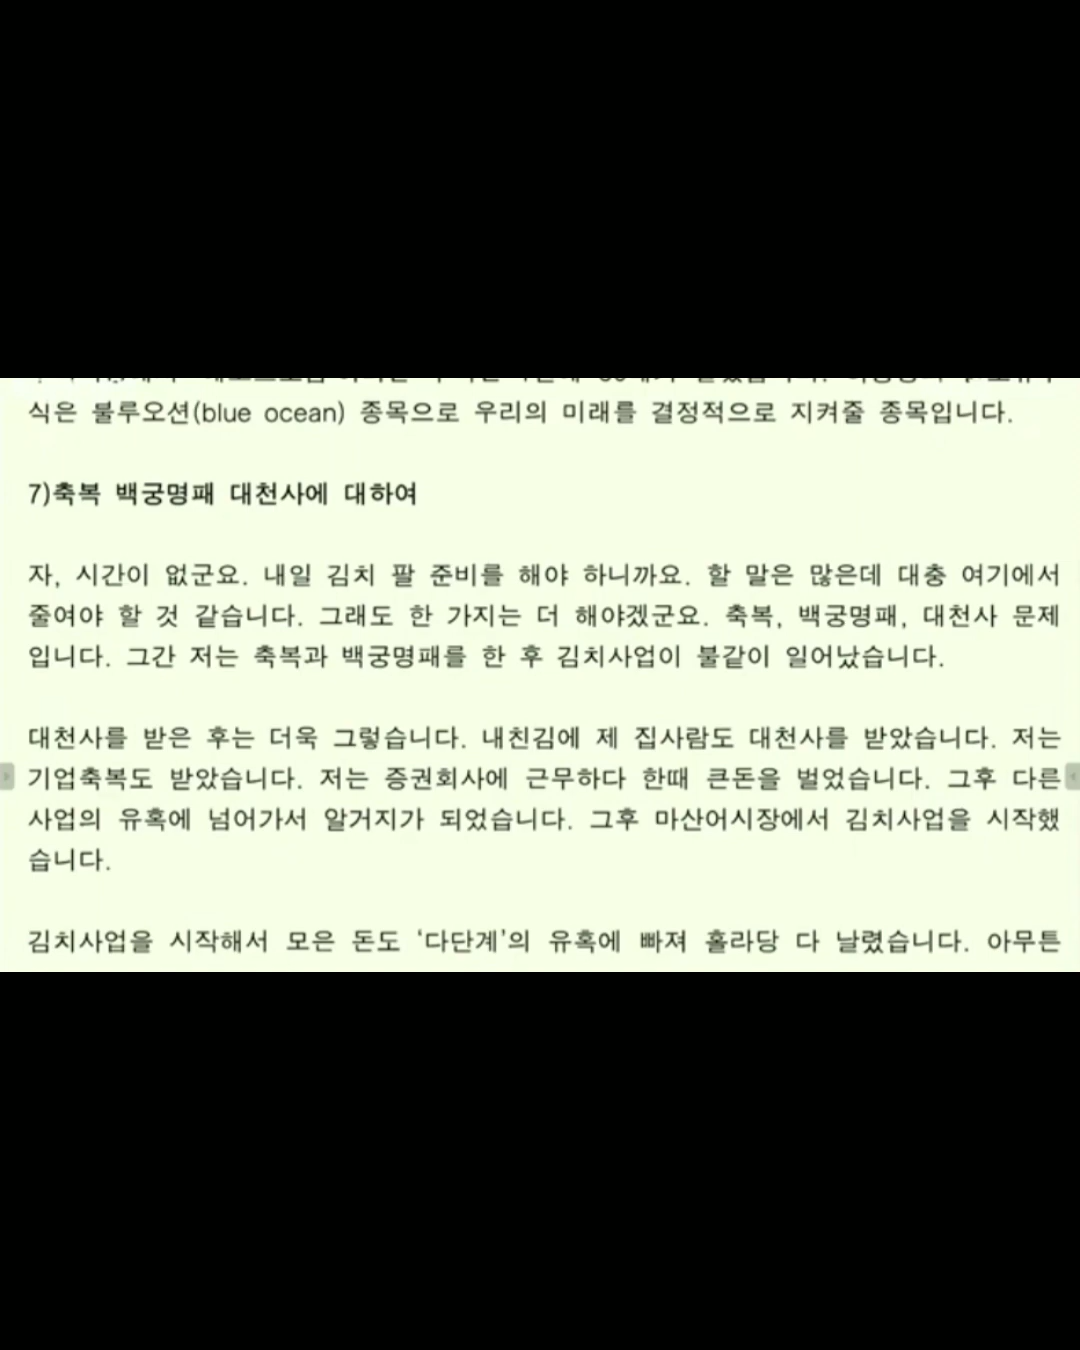 식은 불루오션(blue ocean) 종목으로 우리의 미래를 결정적으로 지켜줄 종목입니다.
7)축복 백궁명패 대천사에 대하여
자, 시간이 없군요. 내일 김치 팔 준비를 해야 하니까요. 할 말은 많은데 대충 여기에서
줄여야 할 것 같습니다. 그래도 한 가지는 더 해야겠군요. 축복, 백궁명패, 대천사 문제
입니다. 그간 저는 축복과 백궁명패를 한 후 김치사업이 불같이 일어났습니다.
대천사를 받은 후는 더욱 그렇습니다. 내친김에 제 집사람도 대천사를 받았습니다. 저는
기업축복도 받았습니다. 저는 증권회사에 근무하다 한때 큰돈을 벌었습니다. 그후 다른
사업의 유혹에 넘어가서 알거지가 되었습니다. 그후 마산어시장에서 김치사업을 시작했
습니다.
김치사업을 시작해서 모은 돈도 ‘다단계’의 유혹에 빠져 홀라당 다 날렸습니다. 아무튼